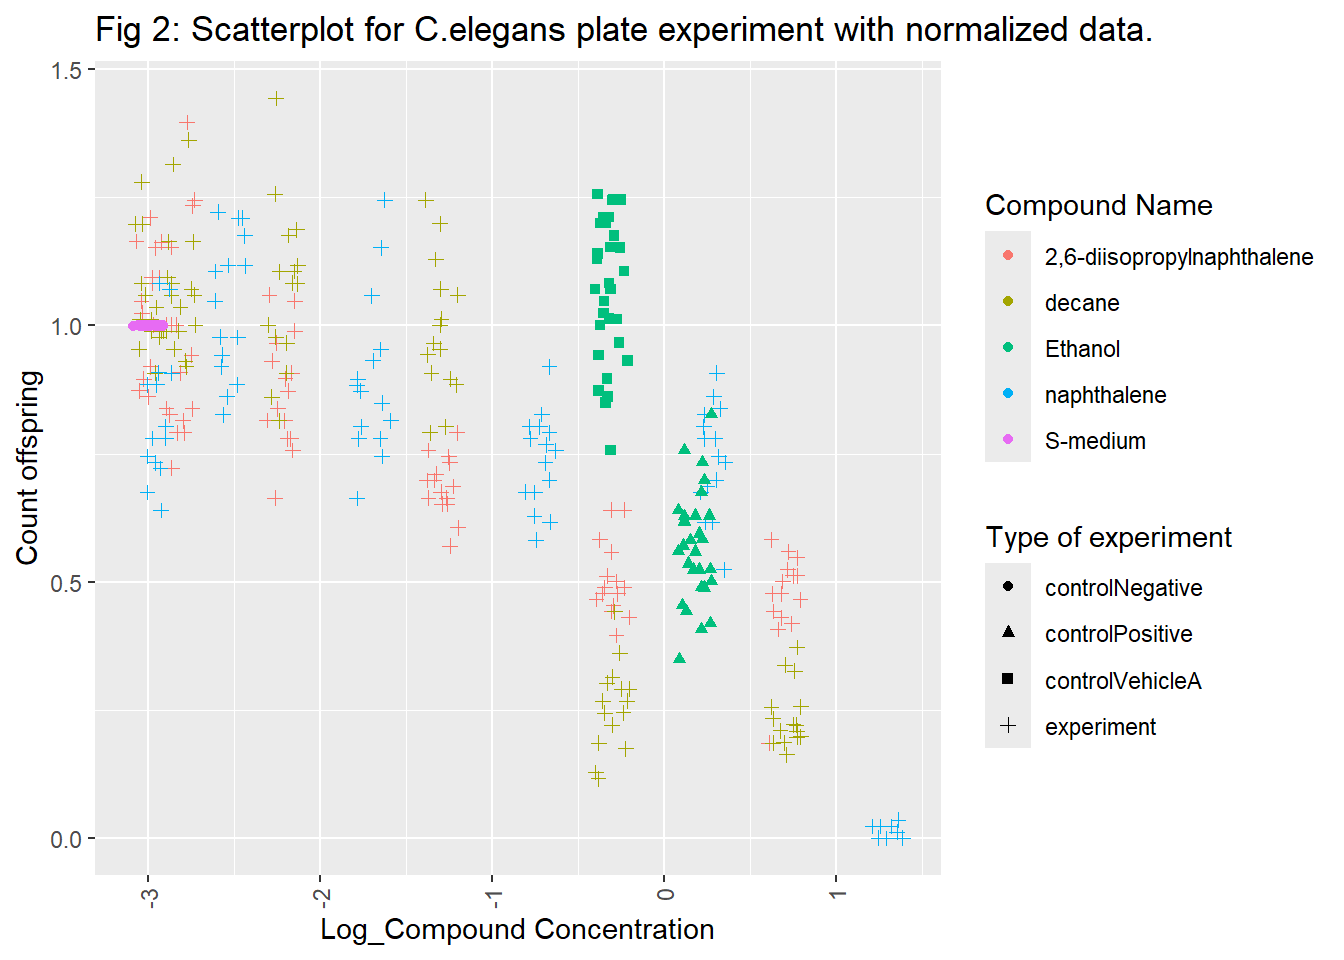 Fig 2: Scatterplot for C.elegans plate experiment with normalized data.
1.5
1.0
0.5
0.0
Count offspring
-3
-2
-1
0
1
Log_Compound Concentration
Compound Name
2,6-diisopropylnaphthalene
decane
Ethanol
naphthalene
S-medium
Type of experiment
controlNegative
controlPositive
controlVehicleA
experiment